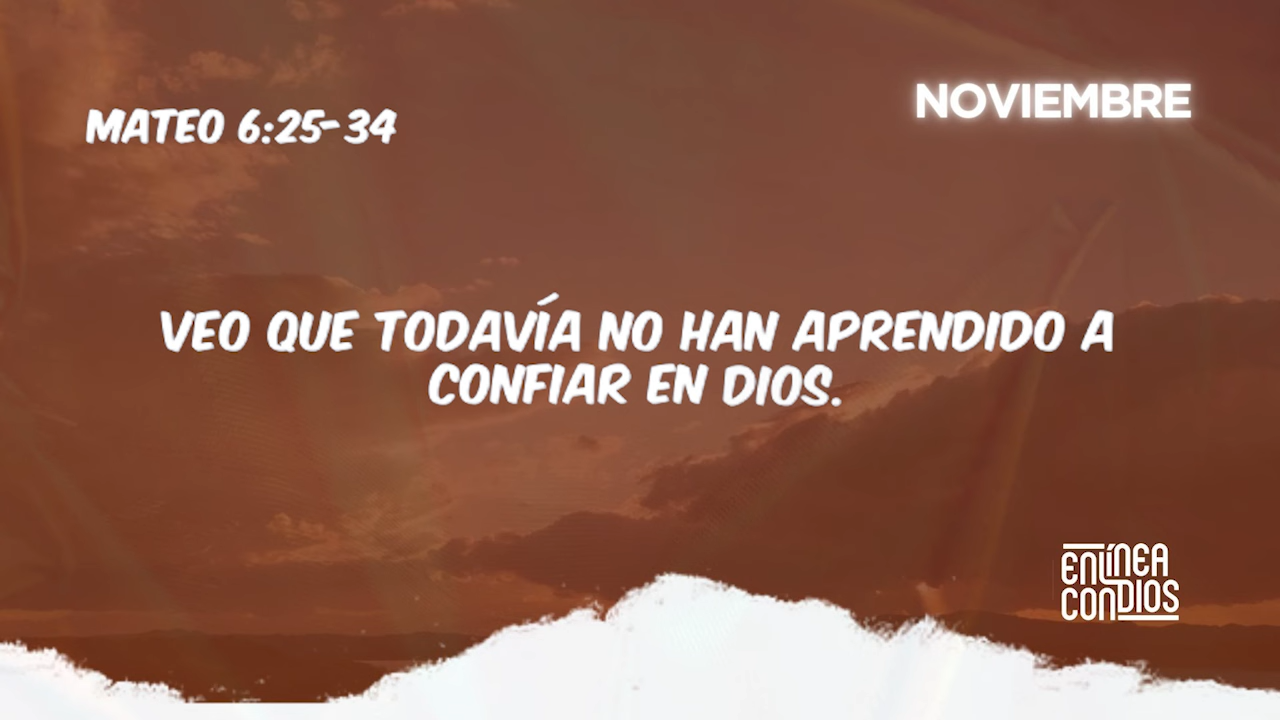 MATEO 6:25-34
NOVIEMBRE
VEO QUE TODAVÍA NO HAN APRENDIDO A
CONFIAR EN DIOS.
ENLÍNEA
CONDIOS